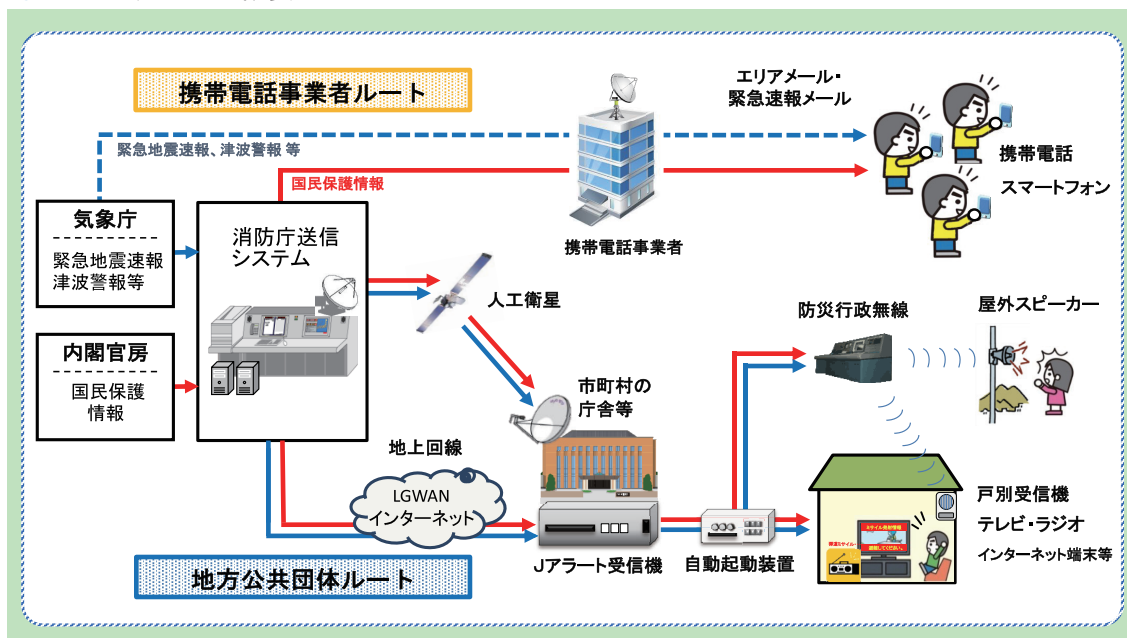 携帯電話事業者ルート
エリアメール・
緊急速報メール
緊急地震速報、津波警報 等
国民保護情報
携帯電話
スマートフォン
携帯電話事業者
気象庁
緊急地震速報
津波警報等
消防庁送信
システム
人工衛星
内閣官房
国民保護
情報
防災行政無線
屋外スピーカー
市町村の
庁舎等
地上回線
LGWAN
インターネット
Jアラート受信機
自動起動装置
戸別受信機
テレビ・ラジオ
インターネット端末等
地方公共団体ルート